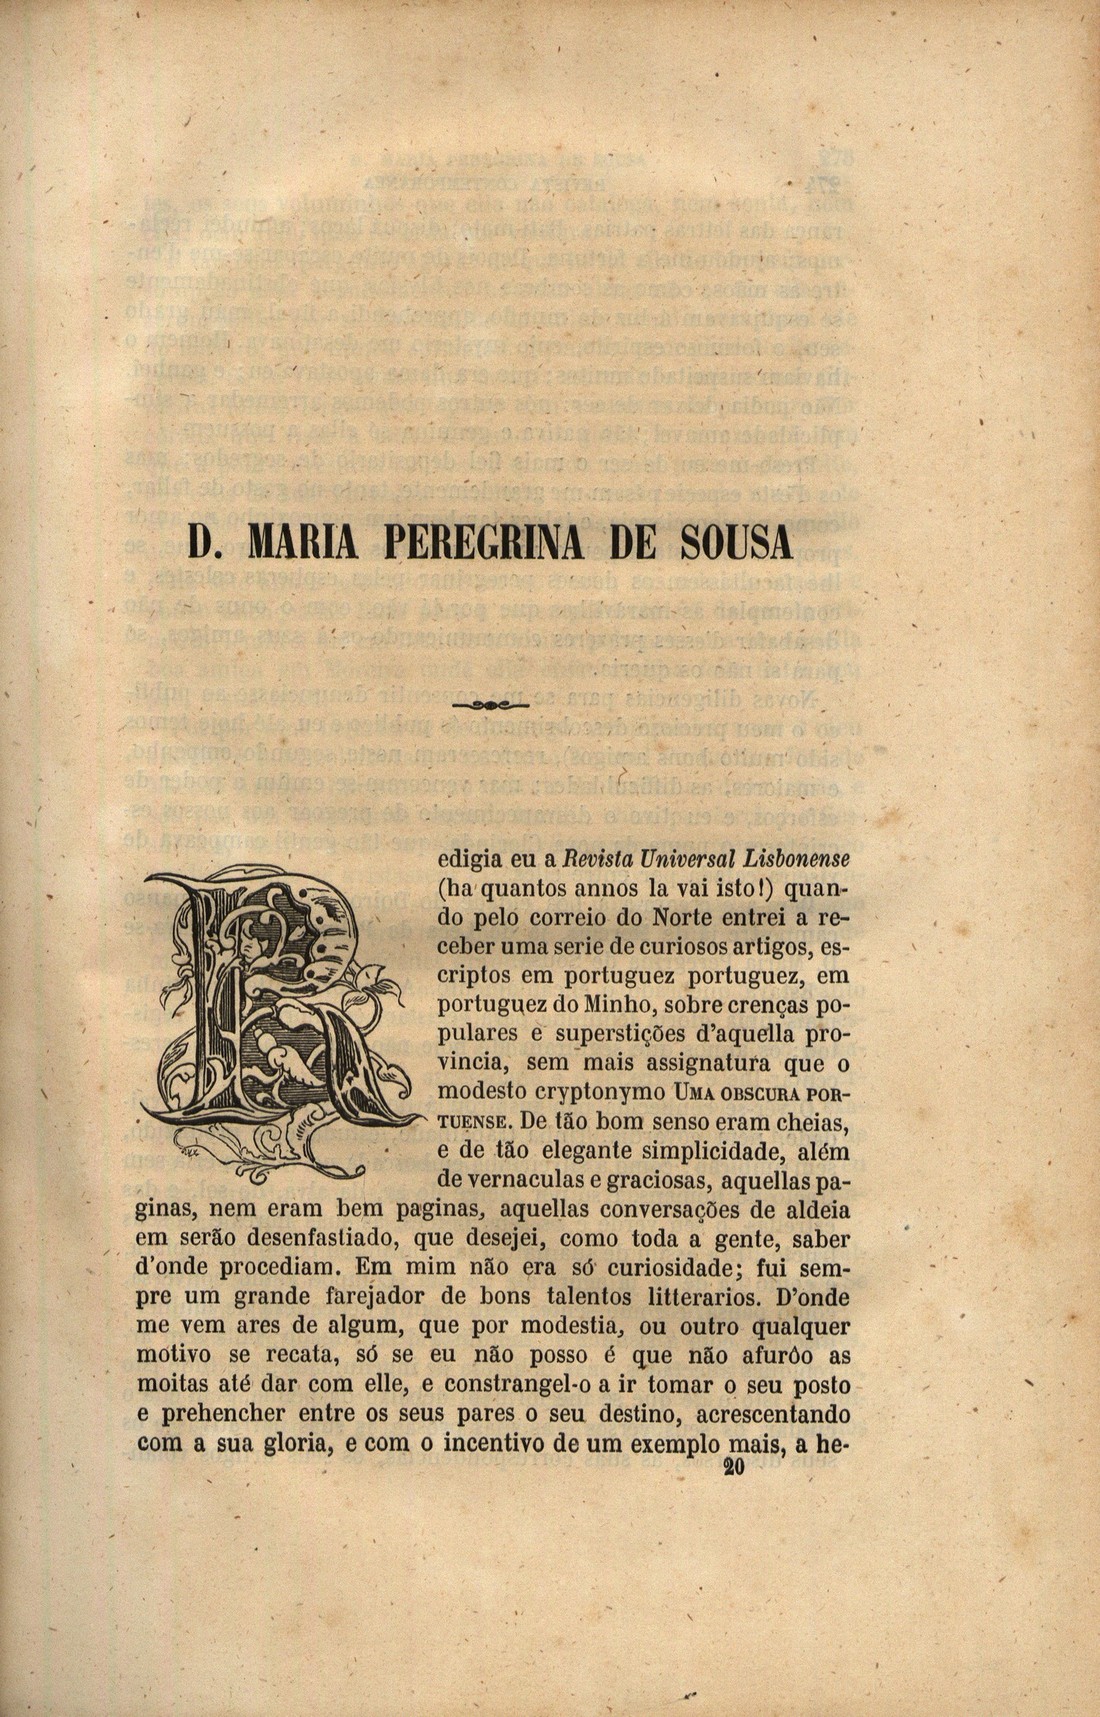 D. MARIA PEREGRINA DE SOUSA
Redigia eu a Revista Universal Lisbonense
(ha quantos annos la vai isto!) quan-
do pelo correio do Norte entrei a re-
ceber uma serie de curiosos artigos, es-
criptos em portuguez portuguez, em
portuguez do Minho, sobre crenças po-
pulares e superstições d'aquella pro-
vincia, sem mais assignatura que o
modesto cryptonymo UMA OBSCURA POR-
TUENSE. De tão bom senso eram cheias,
e de tão elegante simplicidade, além
de vernaculas e graciosas, aquellas pa-
ginas, nem eram bem paginas, aquellas conversações de aldeia
em serão desenfastiado, que desejei, como toda a gente, saber
d'onde procediam. Em mim não era só curiosidade; fui sem-
pre um grande farejador de bons talentos litterarios. D'onde
me vem ares de algum, que por modestia, ou outro qualquer
motivo se recata, só se eu não posso é que não afurôo as
moitas até dar com elle, e constrangel-o a ir tomar o seu posto
e prehencher entre os seus pares o seu destino, acrescentando
com a sua gloria, e com o incentivo de um exemplo mais, a he-
20